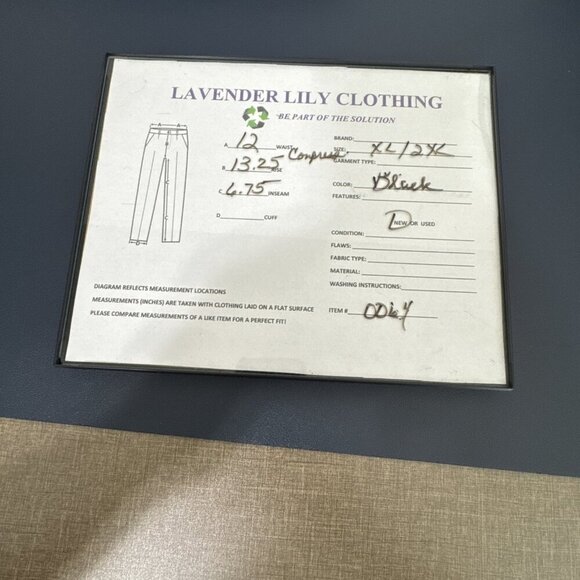 LAVENDER LILY CLOTHING
BE PART OF THE SOLUTION
A
A. 12 WAIST
B. 13.25 RISE
C. 6.75 INSEAM
D. CUFF
D
BRAND:
SIZE: XL/2XL
GARMENT TYPE:
COLOR: Black
FEATURES:
NEW OR USED
CONDITION:
FLAWS:
FABRIC TYPE:
MATERIAL:
WASHING INSTRUCTIONS:
ITEM #
DIAGRAM REFLECTS MEASUREMENT LOCATIONS
MEASUREMENTS (INCHES) ARE TAKEN WITH CLOTHING LAID ON A FLAT SURFACE
PLEASE COMPARE MEASUREMENTS OF A LIKE ITEM FOR A PERFECT FIT!